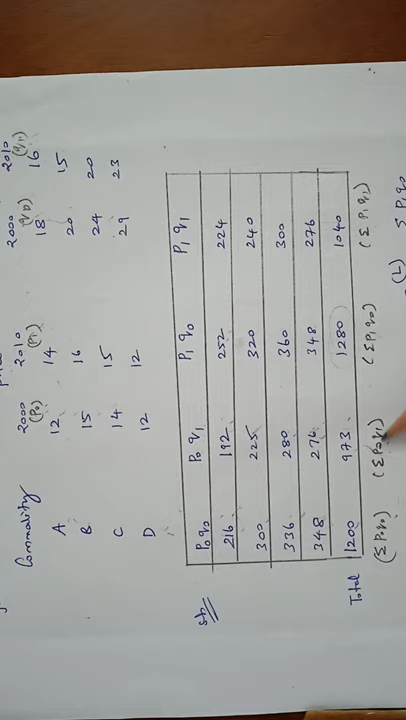 2000 2010 2000 2010
Commodity (P₀) (P₁) (q₀) (q₁)
A 12 14 18 16
B 15 16 20 15
C 14 15 24 20
D 12 12 29 23
Sol
P₀q₀ P₀q₁ P₁q₀ P₁q₁
216 192 252 224
300 225 320 240
336 280 360 300
348 276 348 276
Total 1200 973 1280 1040
(ΣP₀q₀) (ΣP₀q₁) (ΣP₁q₀) (ΣP₁q₁)
(L) ΣP₁q₀